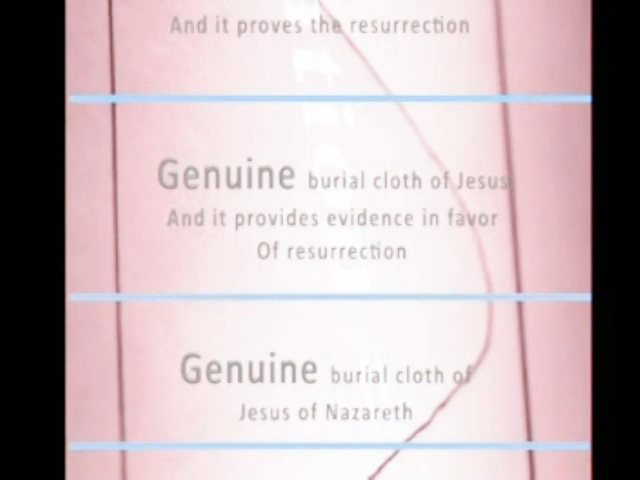 And it proves the resurrection
Genuine burial cloth of Jesus
And it provides evidence in favor
Of resurrection
Genuine burial cloth of
Jesus of Nazareth